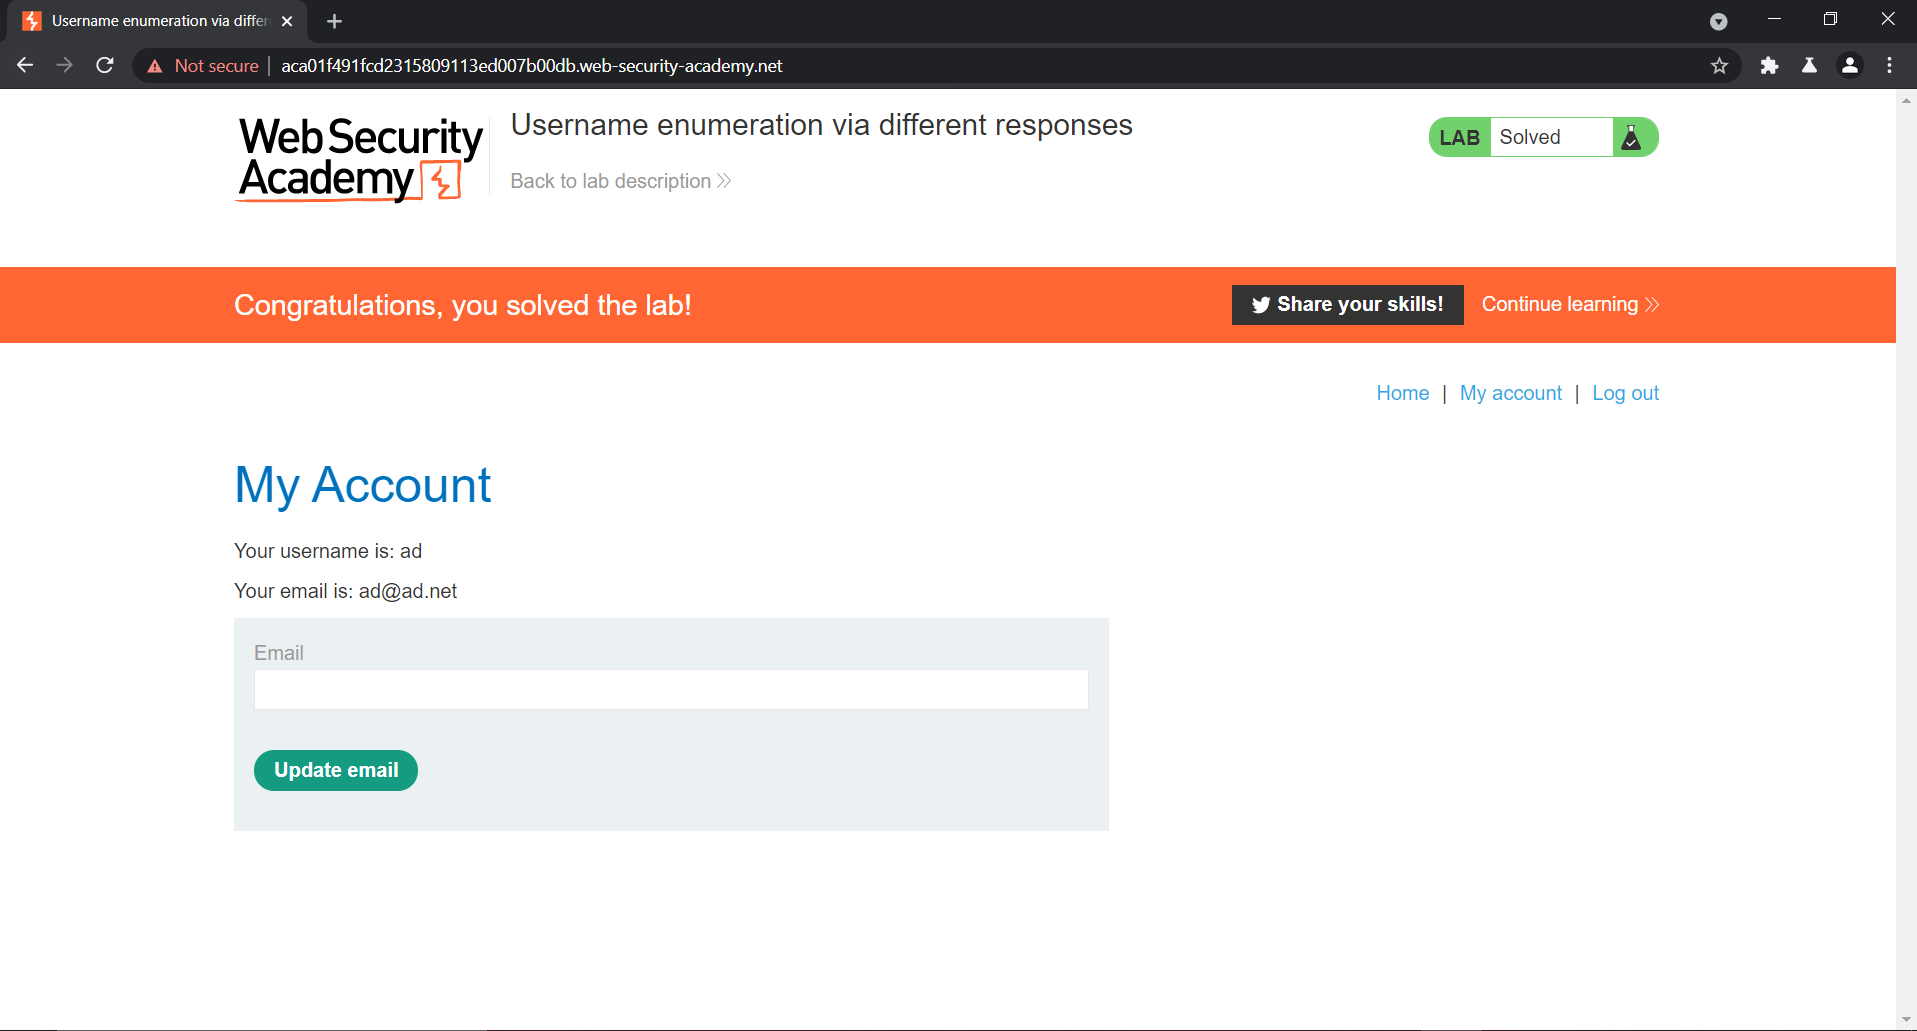 Username enumeration via differ
Not secure
aca01f491fcd2315809113ed007b00db.web-security-academy.net
Web Security
Academy
Username enumeration via different responses
Back to lab description
LAB
Solved
Congratulations, you solved the lab!
Share your skills!
Continue learning
Home | My account | Log out
My Account
Your username is: ad
Your email is: ad@ad.net
Email
Update email